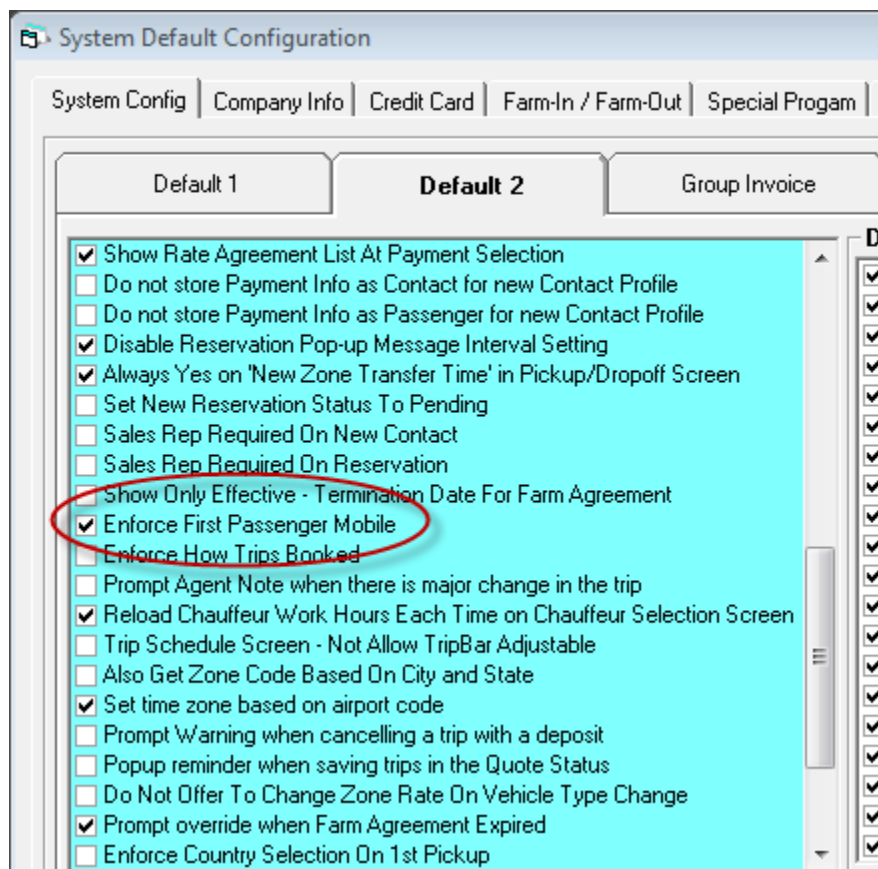 System Default Configuration
System Config Company Info Credit Card Farm-In / Farm-Out Special Progam
Default 1 Default 2 Group Invoice
D
Show Rate Agreement List At Payment Selection
Do not store Payment Info as Contact for new Contact Profile
Do not store Payment Info as Passenger for new Contact Profile
Disable Reservation Pop-up Message Interval Setting
Always Yes on 'New Zone Transfer Time' in Pickup/Dropoff Screen
Set New Reservation Status To Pending
Sales Rep Required On New Contact
Sales Rep Required On Reservation
Show Only Effective - Termination Date For Farm Agreement
Enforce First Passenger Mobile
Enforce How Trips Booked
Prompt Agent Note when there is major change in the trip
Reload Chauffeur Work Hours Each Time on Chauffeur Selection Screen
Trip Schedule Screen - Not Allow TripBar Adjustable
Also Get Zone Code Based On City and State
Set time zone based on airport code
Prompt Warning when cancelling a trip with a deposit
Popup reminder when saving trips in the Quote Status
Do Not Offer To Change Zone Rate On Vehicle Type Change
Prompt override when Farm Agreement Expired
Enforce Country Selection On 1st Pickup